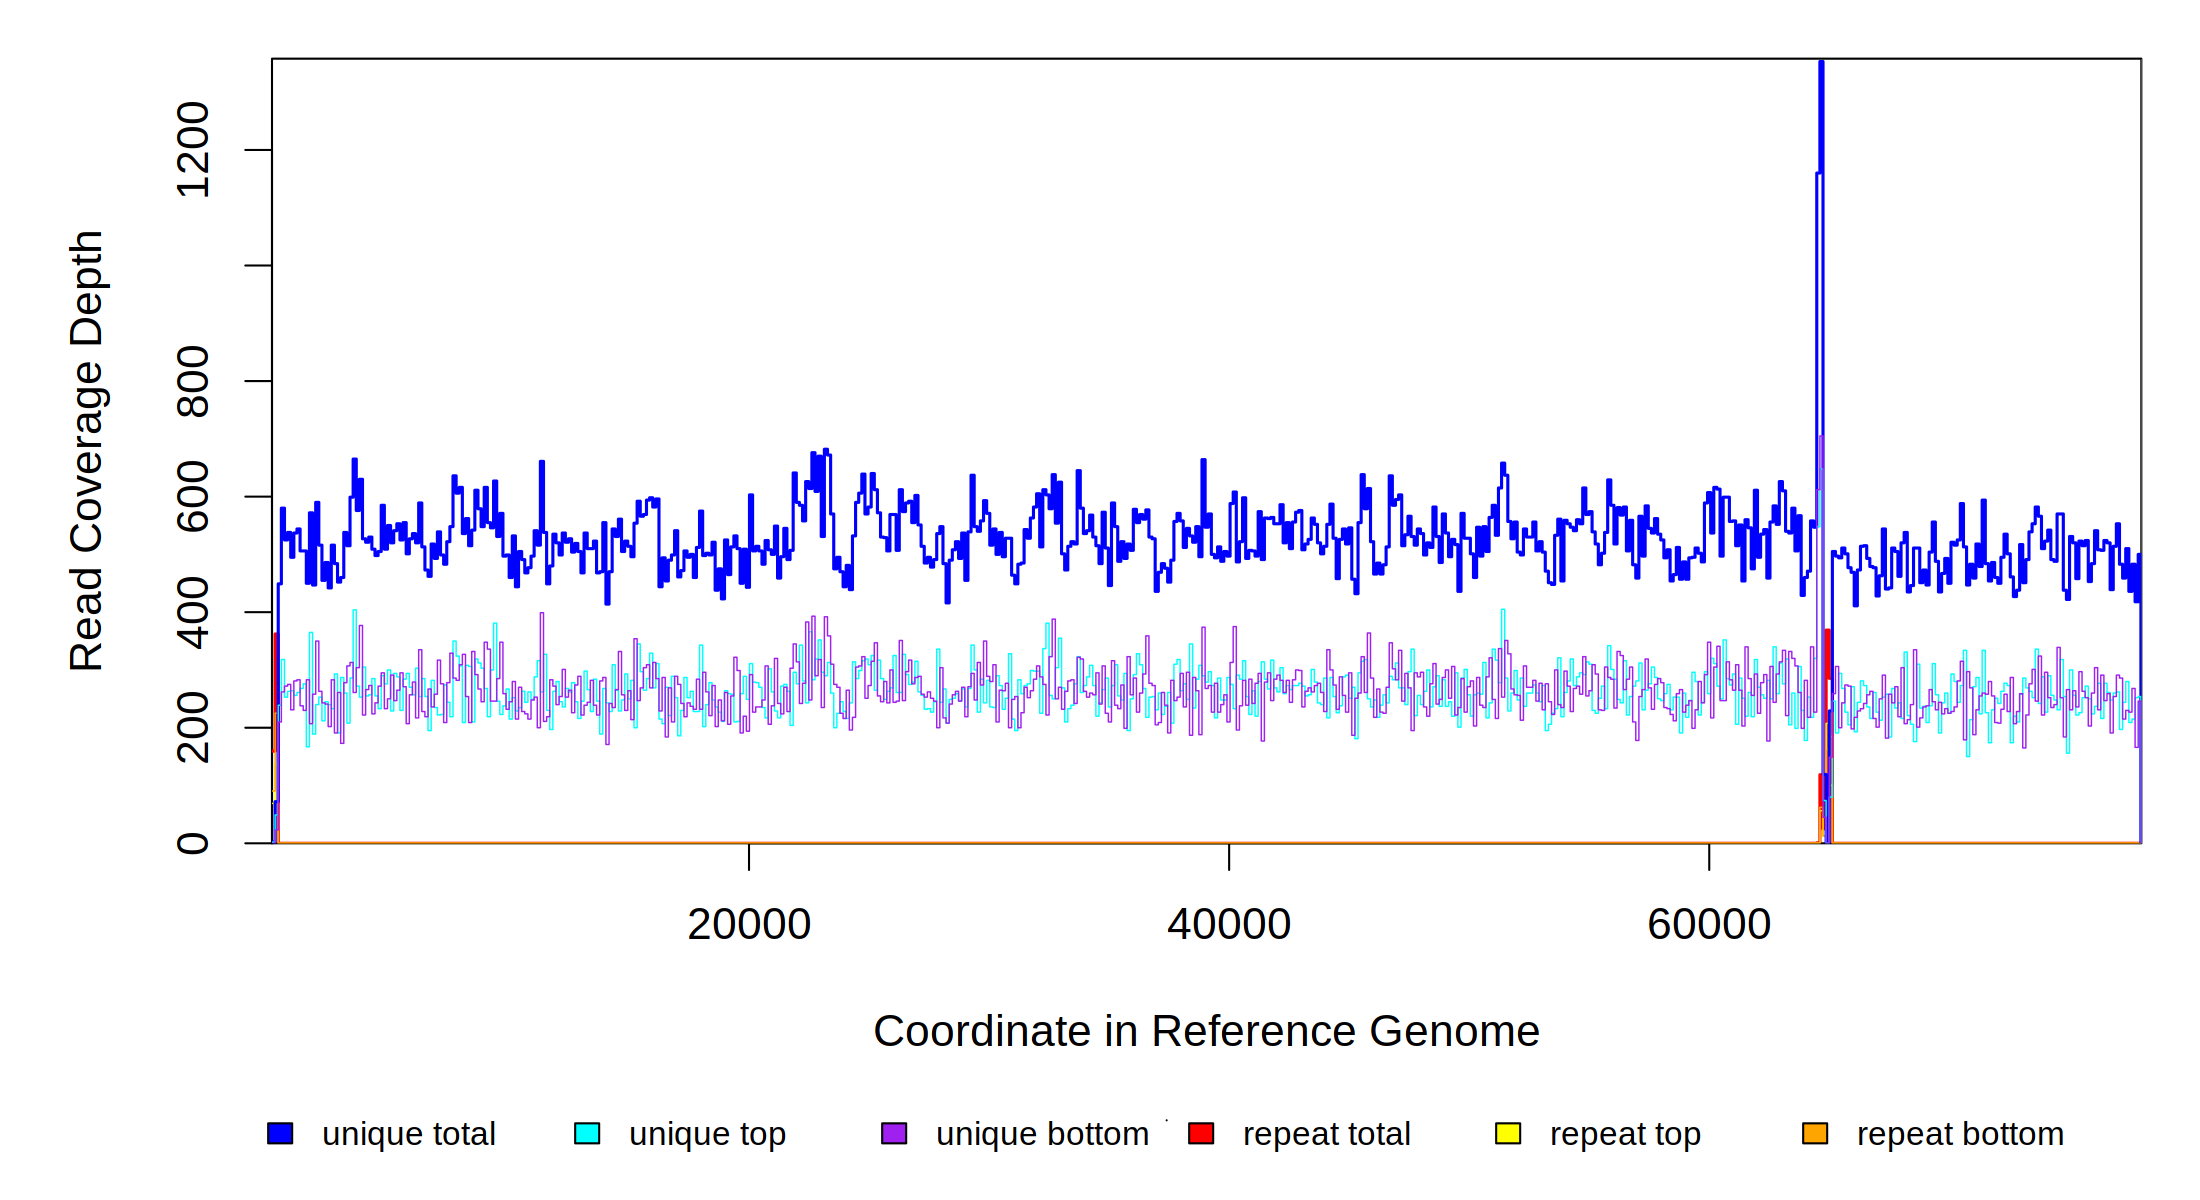 Read Coverage Depth
1200
800
600
400
200
0
20000 40000 60000
Coordinate in Reference Genome
unique total unique top unique bottom repeat total repeat top repeat bottom